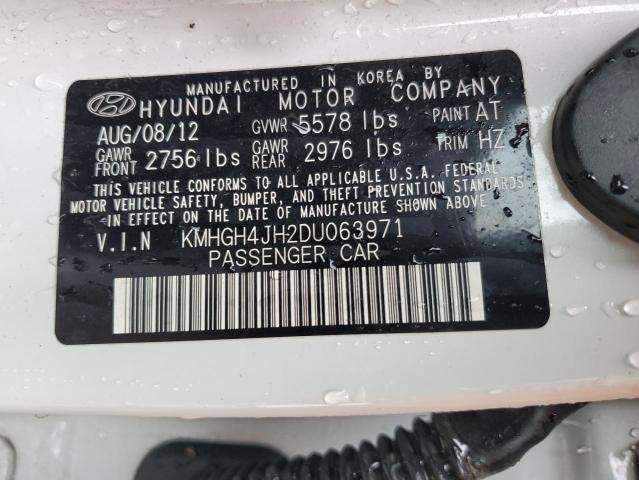 MANUFACTURED IN KOREA BY
HYUNDAI MOTOR COMPANY
AUG/08/12 GVWR 5578 lbs PAINT AT
GAWR FRONT 2756 lbs GAWR REAR 2976 lbs TRIM HZ
THIS VEHICLE CONFORMS TO ALL APPLICABLE U.S.A. FEDERAL
MOTOR VEHICLE SAFETY, BUMPER, AND THEFT PREVENTION STANDARDS
IN EFFECT ON THE DATE OF MANUFACTURE SHOWN ABOVE
V.I.N KMHGH4JH2DU063971
PASSENGER CAR